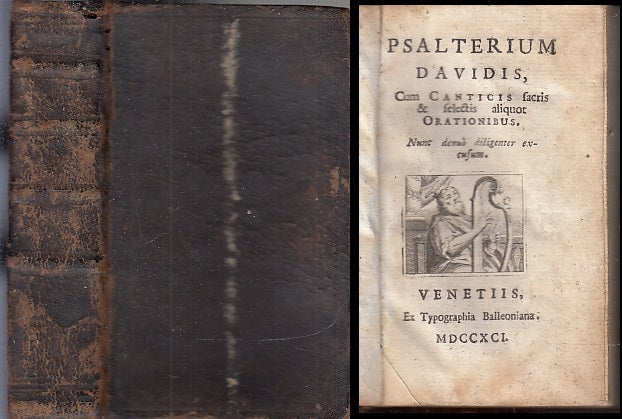 PSALTERIUM
DAVIDIS,
Cum CANTICIS sacris
& selectis aliquot
ORATIONIBUS.
Nunc denuò diligenter ex-
cusum.
VENETIIS,
Ex Typographia Balleoniana.
MDCCXCI.